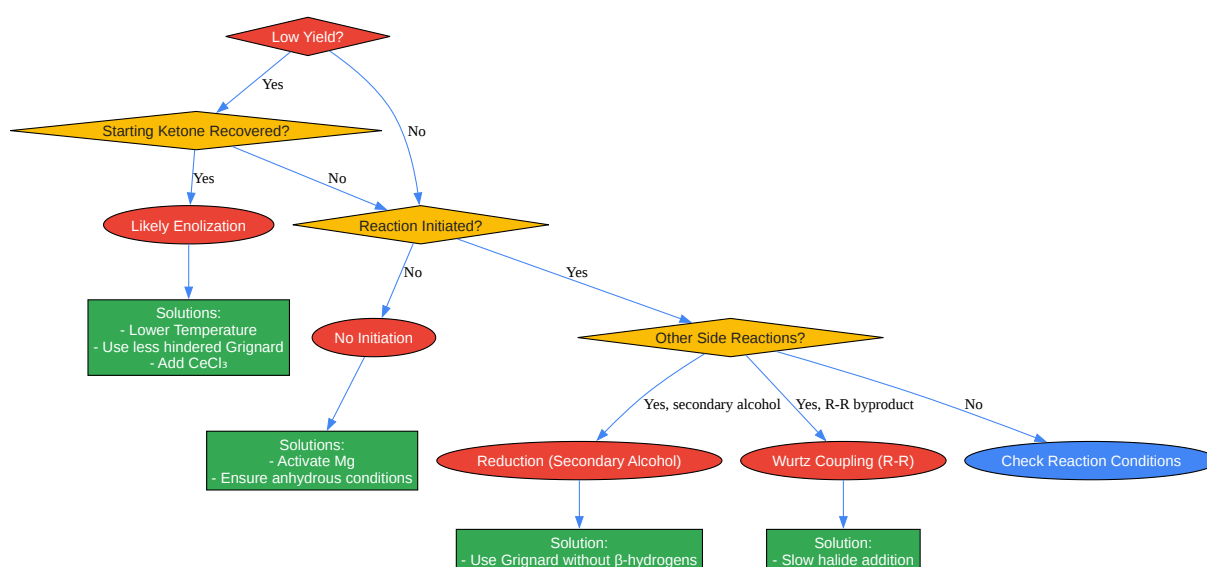 Low Yield?
Yes
Starting Ketone Recovered?
No
Yes
No
Likely Enolization
Reaction Initiated?
No
Yes
Solutions:
- Lower Temperature
- Use less hindered Grignard
- Add CeCl₃
No Initiation
Other Side Reactions?
Yes, secondary alcohol
Yes, R-R byproduct
No
Solutions:
- Activate Mg
- Ensure anhydrous conditions
Reduction (Secondary Alcohol)
Wurtz Coupling (R-R)
Check Reaction Conditions
Solution:
- Use Grignard without β-hydrogens
Solution:
- Slow halide addition